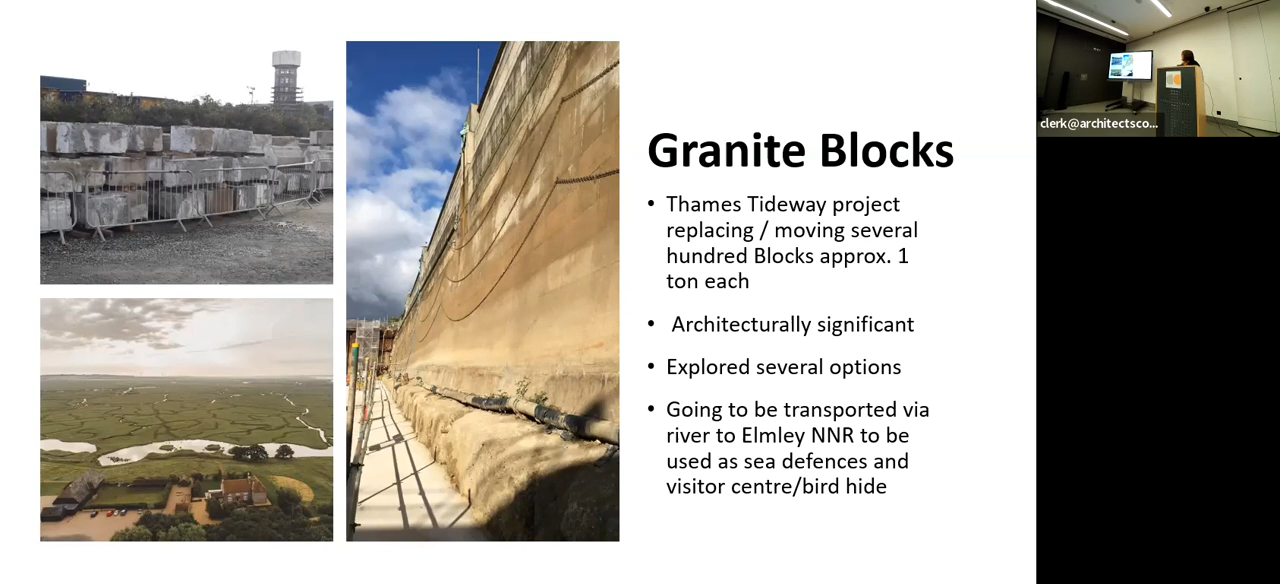 Granite Blocks
• Thames Tideway project
replacing / moving several
hundred Blocks approx. 1
ton each
• Architecturally significant
• Explored several options
• Going to be transported via
river to Elmley NNR to be
used as sea defences and
visitor centre/bird hide
clerk@architectsco...